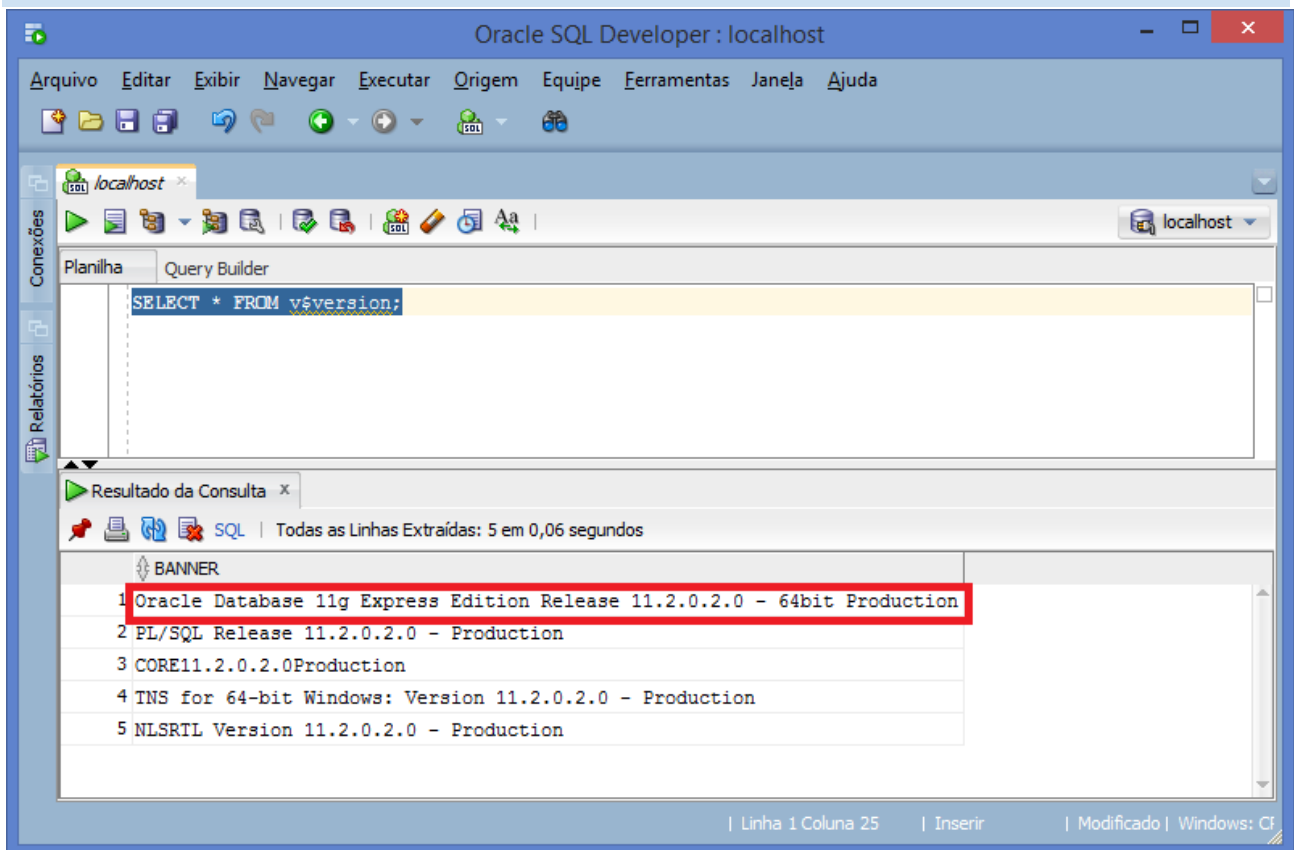 Oracle SQL Developer : localhost
Arquivo Editar Exibir Navegar Executar Origem Equipe Ferramentas Janela Ajuda
localhost
localhost
Conexões
Relatórios
Planilha Query Builder
SELECT * FROM v$version;
Resultado da Consulta
SQL | Todas as Linhas Extraídas: 5 em 0,06 segundos
BANNER
1 Oracle Database 11g Express Edition Release 11.2.0.2.0 - 64bit Production
2 PL/SQL Release 11.2.0.2.0 - Production
3 CORE11.2.0.2.0Production
4 TNS for 64-bit Windows: Version 11.2.0.2.0 - Production
5 NLSRTL Version 11.2.0.2.0 - Production
| Linha 1 Coluna 25 | Inserir | Modificado | Windows: